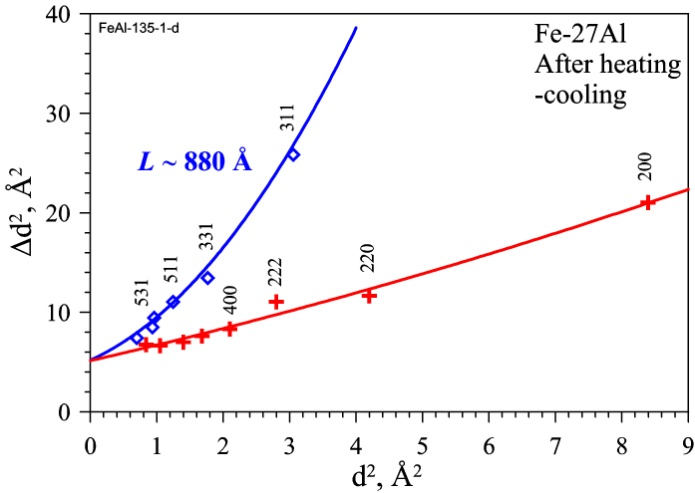 FeAl-135-1-d
Fe-27Al
After heating
-cooling
L ~ 880 Å
531
511
331
311
400
222
220
200
40
30
20
10
0
0 1 2 3 4 5 6 7 8 9
Δd², Å²
d², Å²